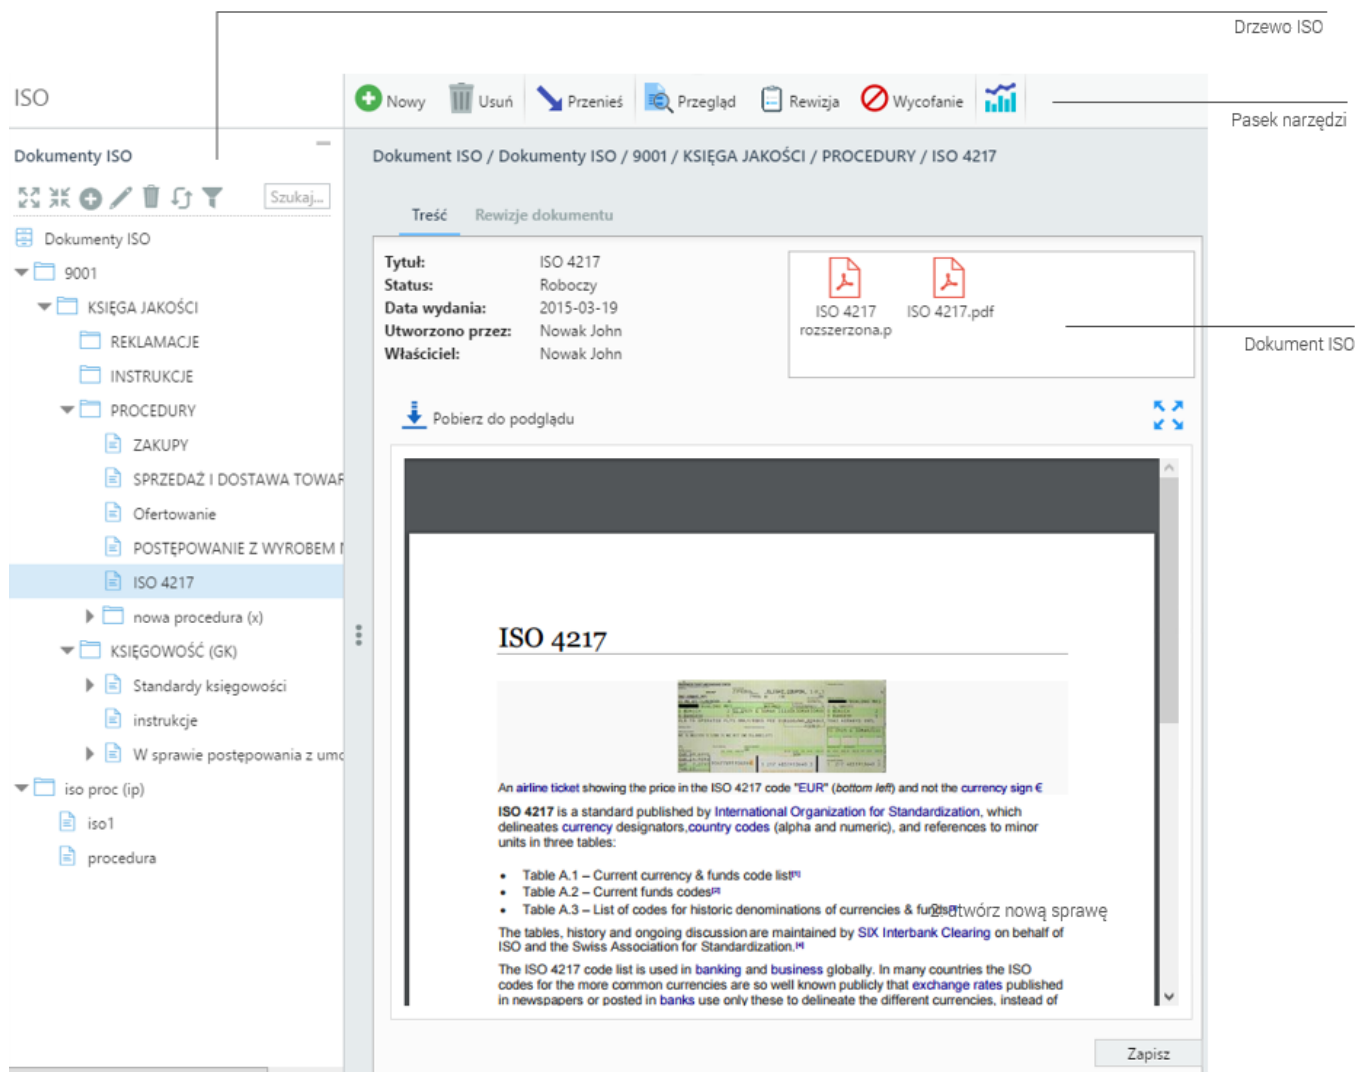 Drzewo ISO
ISO
Nowy
Usuń
Przenieś
Przegląd
Rewizja
Wycofanie
Pasek narzędzi
Dokumenty ISO
Szukaj...
Dokumenty ISO
9001
KSIĘGA JAKOŚCI
REKLAMACJE
INSTRUKCJE
PROCEDURY
ZAKUPY
SPRZEDAŻ I DOSTAWA TOWAR
Ofertowanie
POSTĘPOWANIE Z WYROBEM N
ISO 4217
nowa procedura (x)
KSIĘGOWOŚĆ (GK)
Standardy księgowości
instrukcje
W sprawie postępowania z umo
iso proc (ip)
iso1
procedura
Dokument ISO / Dokumenty ISO / 9001 / KSIĘGA JAKOŚCI / PROCEDURY / ISO 4217
Treść
Rewizje dokumentu
Tytuł: ISO 4217
Status: Roboczy
Data wydania: 2015-03-19
Utworzono przez: Nowak John
Właściciel: Nowak John
ISO 4217
rozszerzona.p
ISO 4217.pdf
Dokument ISO
Pobierz do podglądu
ISO 4217
An airline ticket showing the price in the ISO 4217 code "EUR" (bottom left) and not the currency sign €
ISO 4217 is a standard published by International Organization for Standardization, which
delineates currency designators,country codes (alpha and numeric), and references to minor
units in three tables:
• Table A.1 – Current currency & funds code list[1]
• Table A.2 – Current funds codes[2]
• Table A.3 – List of codes for historic denominations of currencies & funds[3]
2. utwórz nową sprawę
The tables, history and ongoing discussion are maintained by SIX Interbank Clearing on behalf of
ISO and the Swiss Association for Standardization.[4]
The ISO 4217 code list is used in banking and business globally. In many countries the ISO
codes for the more common currencies are so well known publicly that exchange rates published
in newspapers or posted in banks use only these to delineate the different currencies, instead of
Zapisz